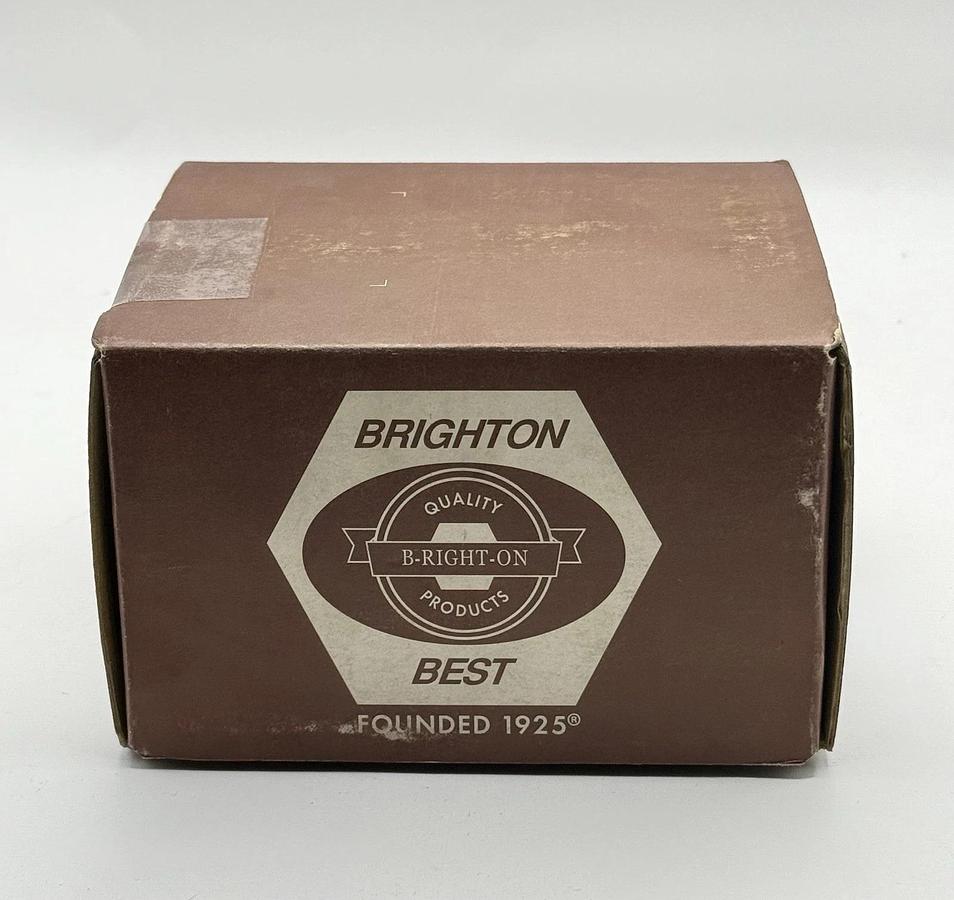 BRIGHTON
QUALITY
B-RIGHT-ON
PRODUCTS
BEST
FOUNDED 1925®